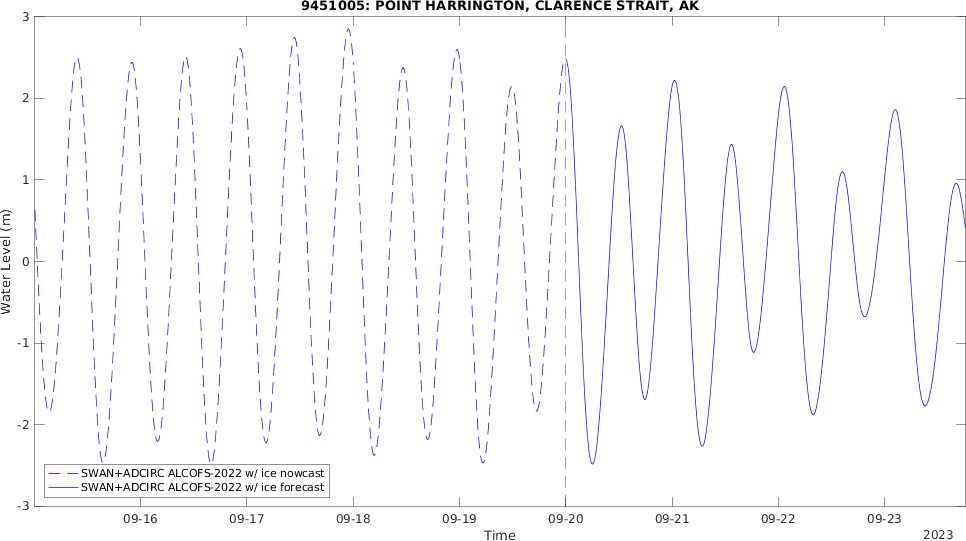 9451005: POINT HARRINGTON, CLARENCE STRAIT, AK
3
2
1
0
-1
-2
-3
Water Level (m)
SWAN+ADCIRC ALCOFS-2022 w/ ice nowcast
SWAN+ADCIRC ALCOFS-2022 w/ ice forecast
09-16 09-17 09-18 09-19 09-20 09-21 09-22 09-23
Time
2023